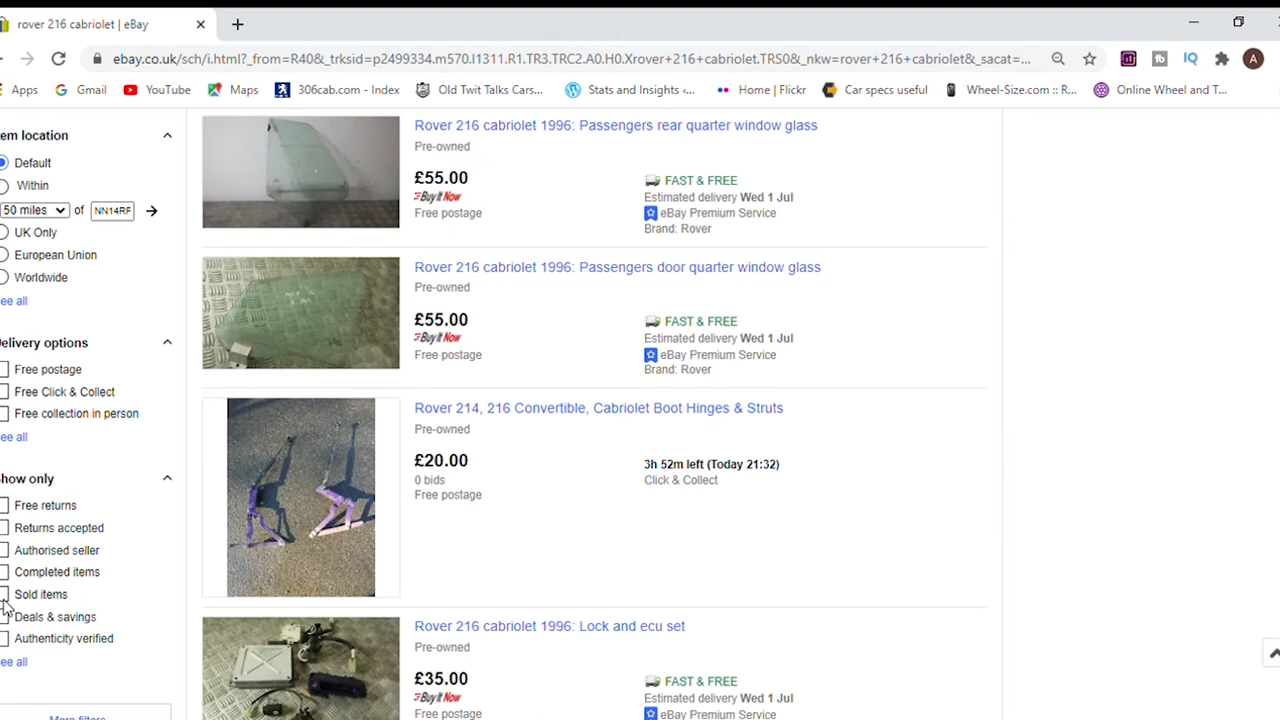 rover 216 cabriolet | eBay
ebay.co.uk/sch/i.html?_from=R40&_trksid=p2499334.m570.l1311.R1.TR3.TRC2.A0.H0.Xrover+216+cabriolet.TRS0&_nkw=rover+216+cabriolet&_sacat=...
IQ
A
Apps
Gmail
YouTube
Maps
306cab.com - Index
Old Twit Talks Cars...
Stats and Insights ‹...
Home | Flickr
Car specs useful
Wheel-Size.com :: R...
Online Wheel and T...
tem location
Default
Within
50 miles
of
NN14RF
UK Only
European Union
Worldwide
ee all
elivery options
Free postage
Free Click & Collect
Free collection in person
ee all
how only
Free returns
Returns accepted
Authorised seller
Completed items
Sold items
Deals & savings
Authenticity verified
ee all
More filters
Rover 216 cabriolet 1996: Passengers rear quarter window glass
Pre-owned
£55.00
Buy It Now
Free postage
FAST & FREE
Estimated delivery Wed 1 Jul
eBay Premium Service
Brand: Rover
Rover 216 cabriolet 1996: Passengers door quarter window glass
Pre-owned
£55.00
Buy It Now
Free postage
FAST & FREE
Estimated delivery Wed 1 Jul
eBay Premium Service
Brand: Rover
Rover 214, 216 Convertible, Cabriolet Boot Hinges & Struts
Pre-owned
£20.00
0 bids
Free postage
3h 52m left (Today 21:32)
Click & Collect
Rover 216 cabriolet 1996: Lock and ecu set
Pre-owned
£35.00
Buy It Now
Free postage
FAST & FREE
Estimated delivery Wed 1 Jul
eBay Premium Service